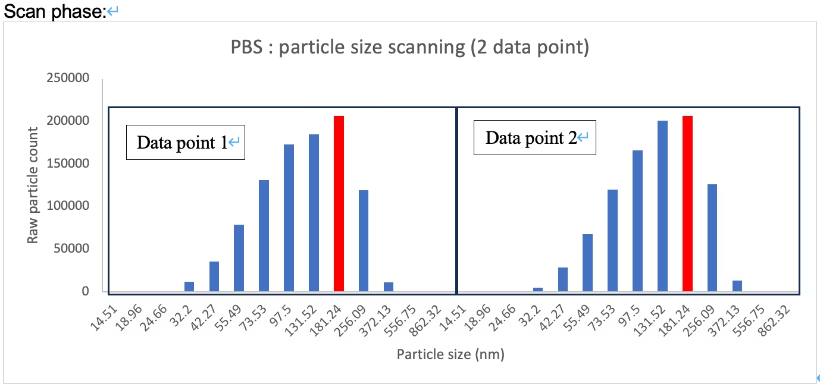 Scan phase:↵
PBS : particle size scanning (2 data point)
Raw particle count
250000
200000
150000
100000
50000
0
Data point 1↵
Data point 2↵
14.51 18.96 24.66 32.2 42.27 55.49 73.53 97.5 131.52 181.24 256.09 372.13 556.75 862.32 14.51 18.96 24.66 32.2 42.27 55.49 73.53 97.5 131.52 181.24 256.09 372.13 556.75 862.32
Particle size (nm)